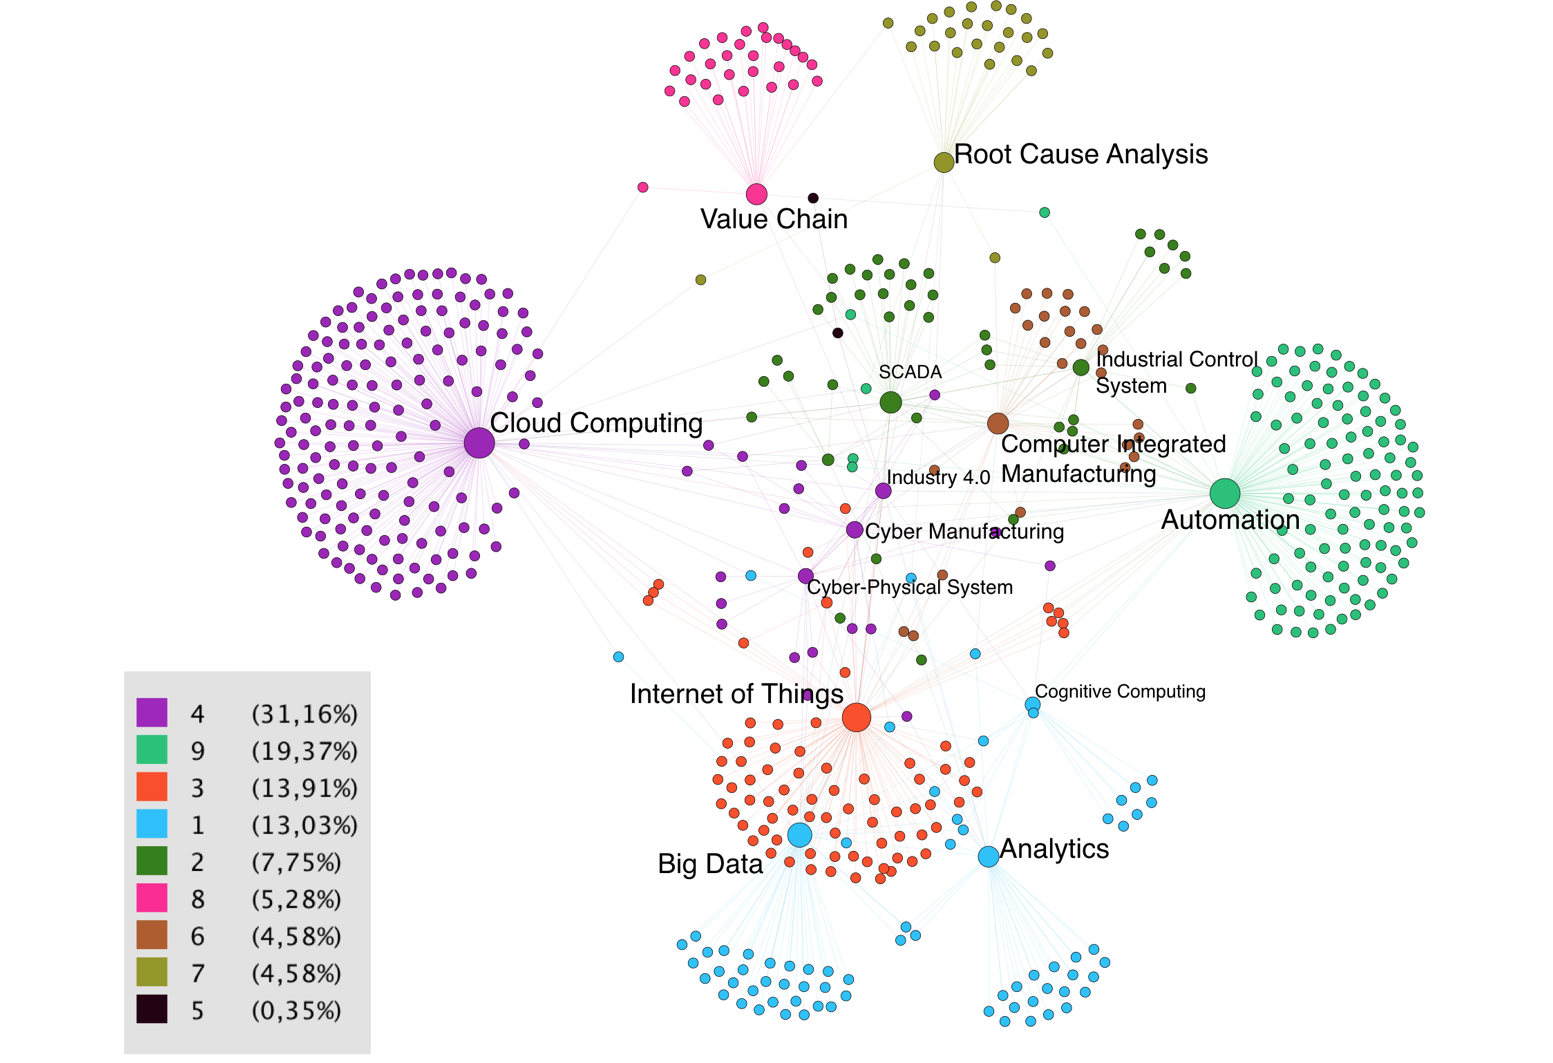 Root Cause Analysis
Value Chain
SCADA
Industrial Control
System
Cloud Computing
Computer Integrated
Manufacturing
Industry 4.0
Automation
Cyber Manufacturing
Cyber-Physical System
Internet of Things
Cognitive Computing
Big Data
Analytics
4 (31,16%)
9 (19,37%)
3 (13,91%)
1 (13,03%)
2 (7,75%)
8 (5,28%)
6 (4,58%)
7 (4,58%)
5 (0,35%)